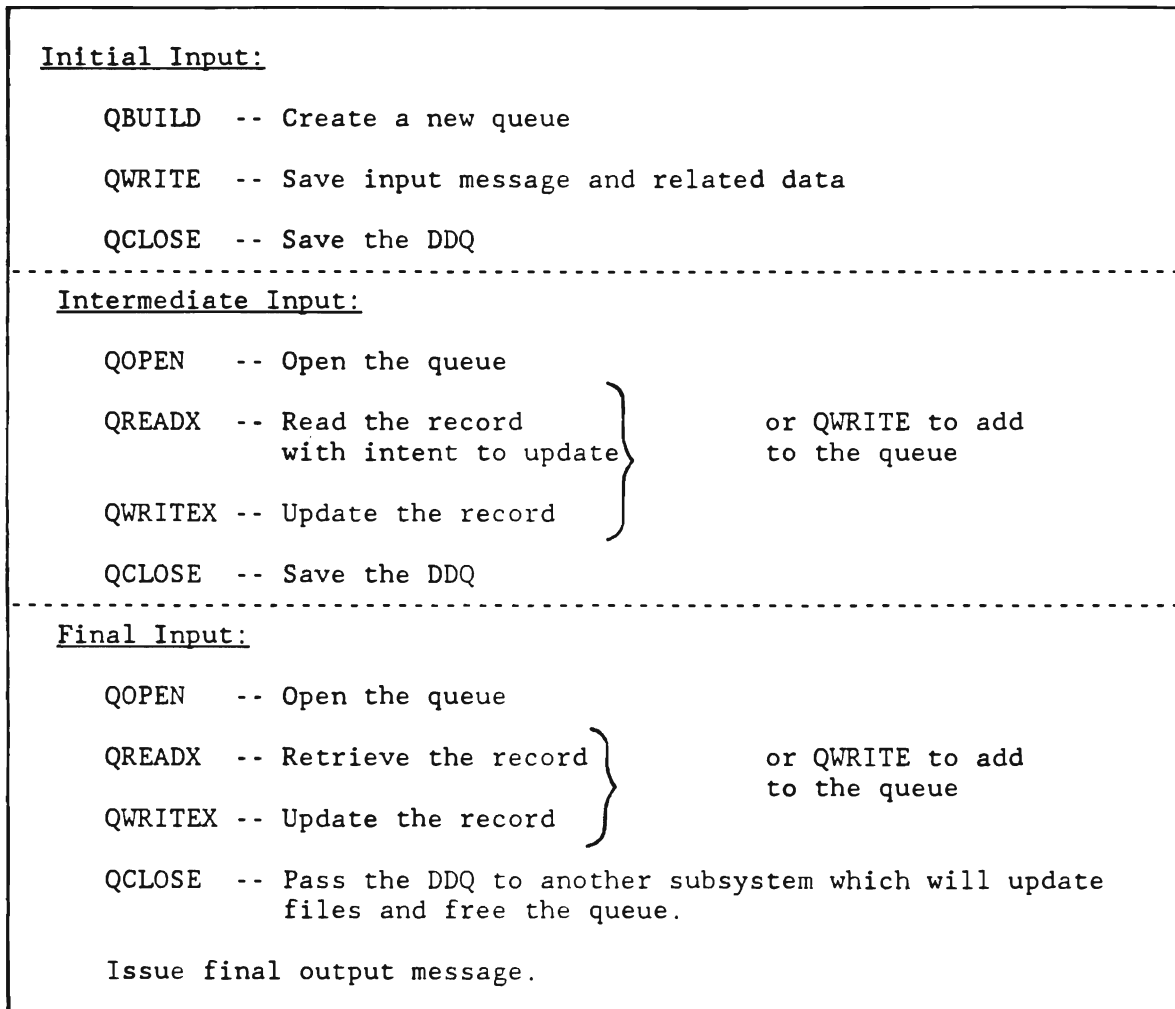 Initial Input:
QBUILD -- Create a new queue
QWRITE -- Save input message and related data
QCLOSE -- Save the DDQ
Intermediate Input:
QOPEN -- Open the queue
QREADX -- Read the record or QWRITE to add
with intent to update to the queue
QWRITEX -- Update the record
QCLOSE -- Save the DDQ
Final Input:
QOPEN -- Open the queue
QREADX -- Retrieve the record or QWRITE to add
to the queue
QWRITEX -- Update the record
QCLOSE -- Pass the DDQ to another subsystem which will update
files and free the queue.
Issue final output message.